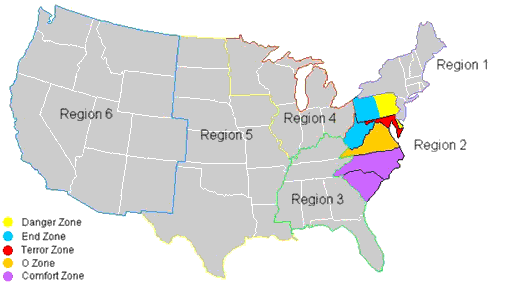 Region 1
Region 6
Region 4
Region 5
Region 2
Region 3
Danger Zone
End Zone
Terror Zone
O Zone
Comfort Zone